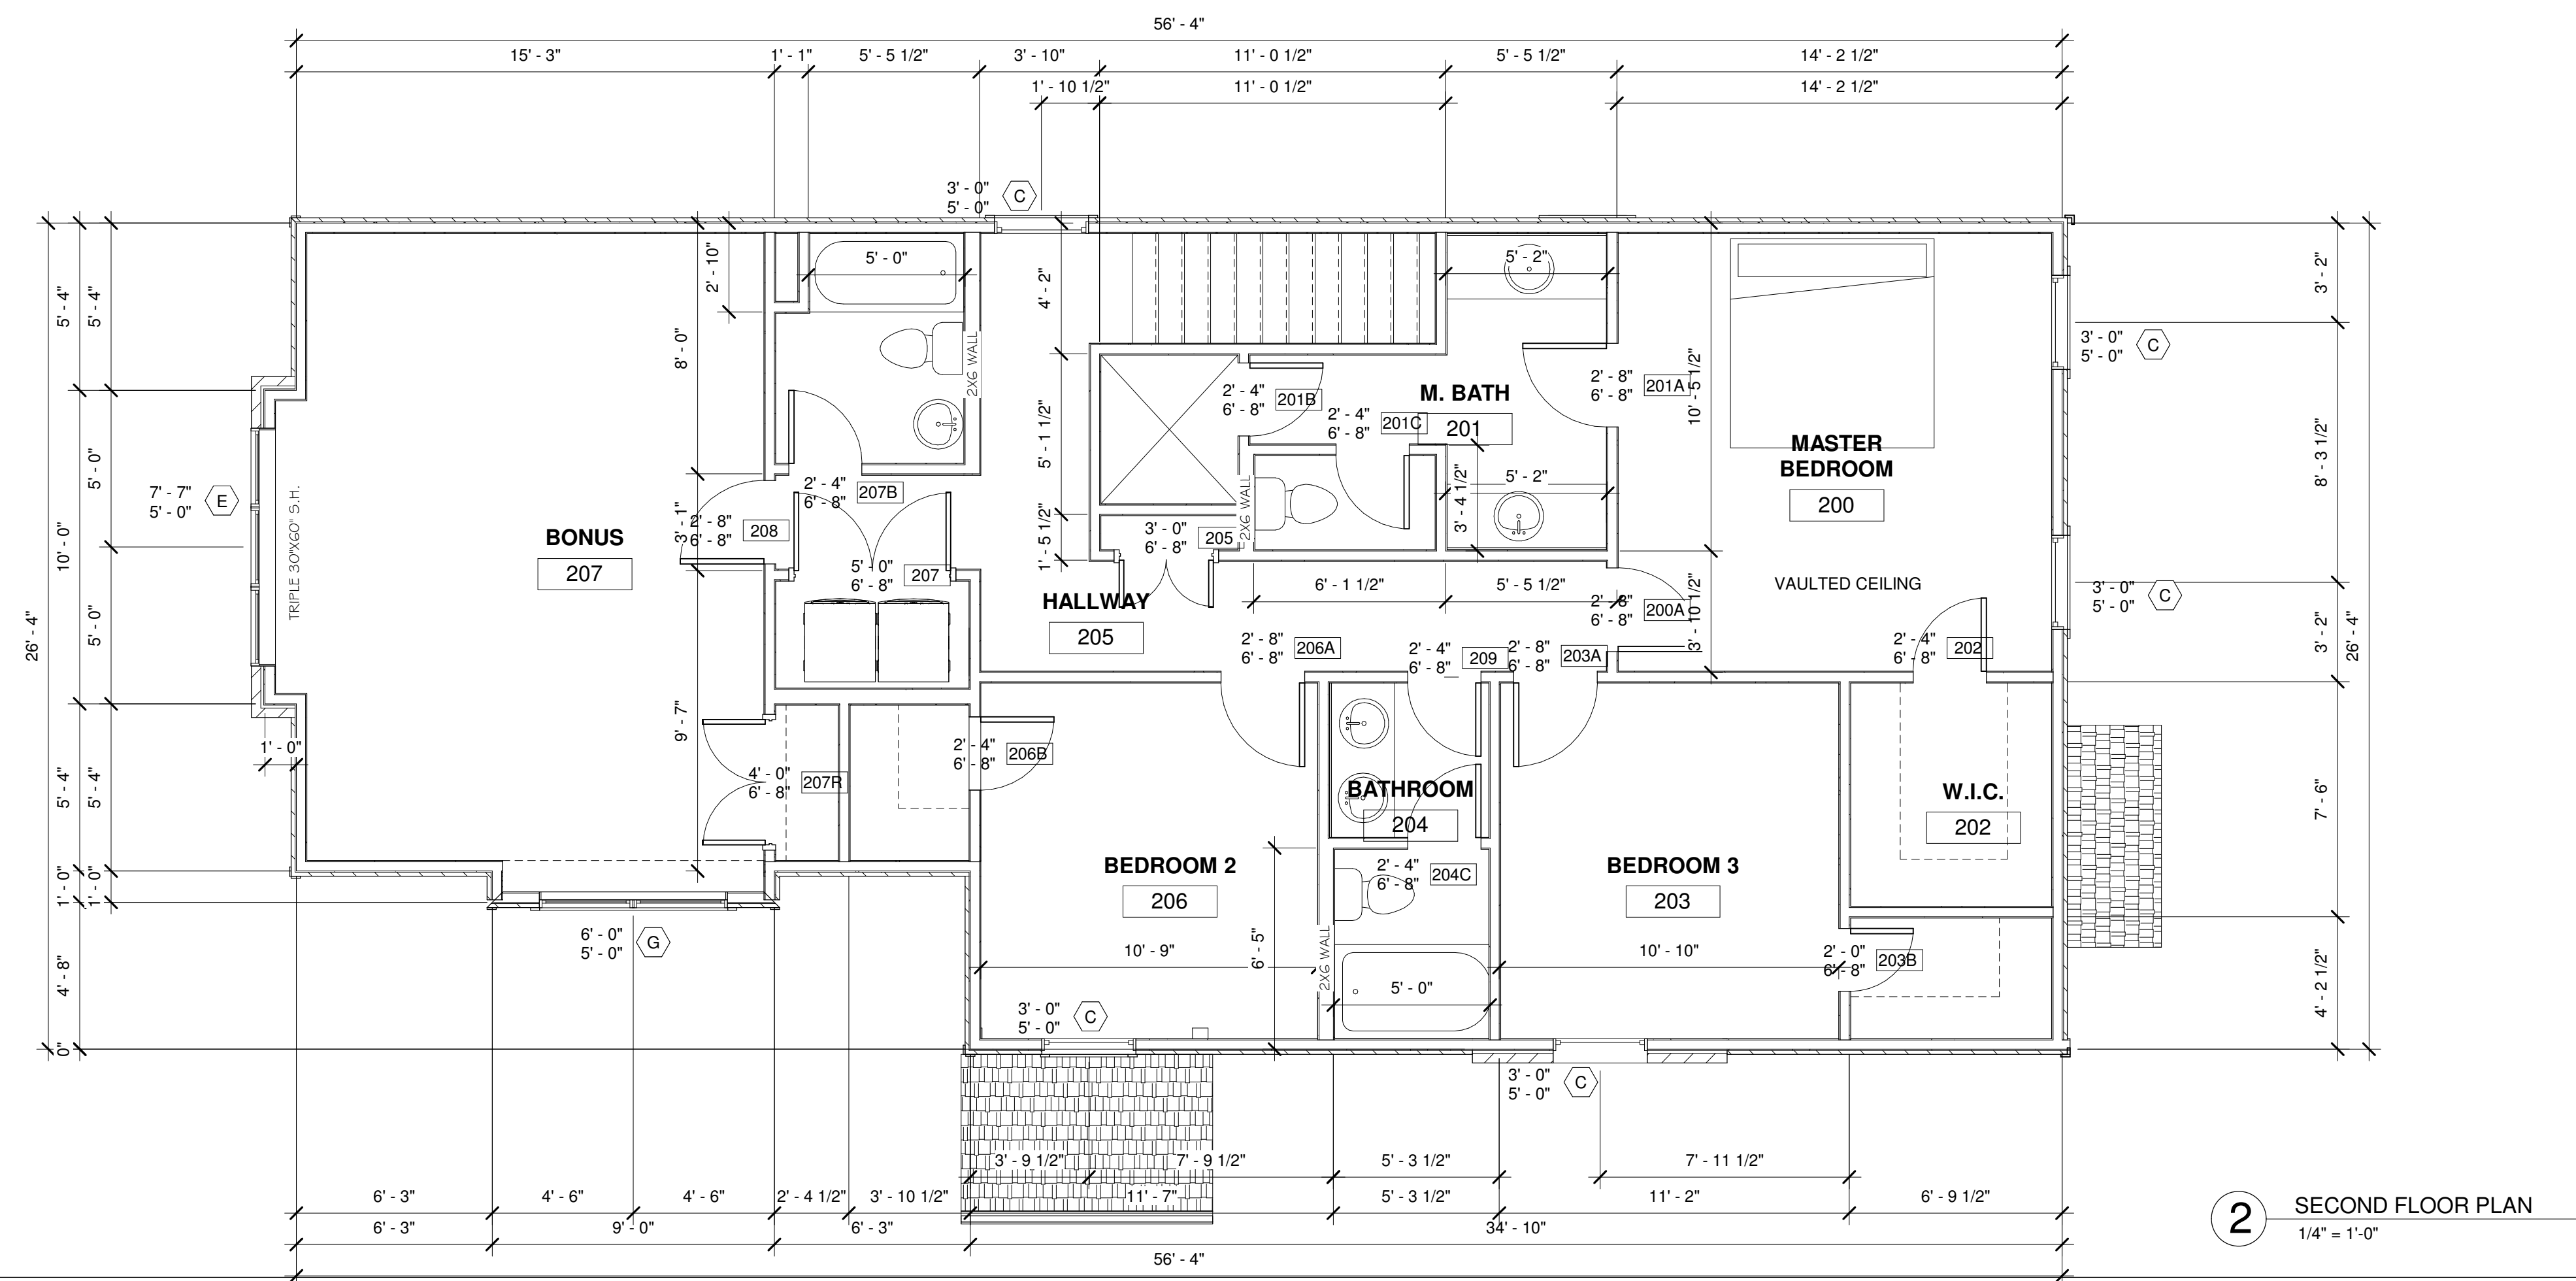 56' - 4"
15' - 3"
1' - 1"
5' - 5 1/2"
3' - 10"
11' - 0 1/2"
5' - 5 1/2"
14' - 2 1/2"
1' - 10 1/2"
11' - 0 1/2"
14' - 2 1/2"
3' - 0"
5' - 0"
C
26' - 4"
5' - 4"
10' - 0"
5' - 4"
1' - 0"
4' - 8"
0"
5' - 4"
5' - 0"
5' - 0"
5' - 4"
1' - 0"
7' - 7"
5' - 0"
E
TRIPLE 30"X60" S.H.
1' - 0"
BONUS
207
8' - 0"
3' - 1"
9' - 7"
2' - 10"
5' - 0"
2X6 WALL
2' - 4"
6' - 8"
207B
2' - 8"
6' - 8"
208
5' - 0"
6' - 8"
207
4' - 0"
6' - 8"
207R
2' - 4"
6' - 8"
206B
4' - 2"
5' - 1 1/2"
1' - 5 1/2"
HALLWAY
205
3' - 0"
6' - 8"
205
2X6 WALL
2' - 4"
6' - 8"
201B
2' - 4"
6' - 8"
201C
M. BATH
201
5' - 2"
5' - 2"
3' - 4 1/2"
2' - 8"
6' - 8"
201A
10' - 5 1/2"
3' - 10 1/2"
6' - 1 1/2"
5' - 5 1/2"
2' - 8"
6' - 8"
200A
MASTER
BEDROOM
200
VAULTED CEILING
2' - 8"
6' - 8"
206A
2' - 4"
6' - 8"
209
2' - 8"
6' - 8"
203A
2' - 4"
6' - 8"
202
BATHROOM
204
2' - 4"
6' - 8"
204C
BEDROOM 2
206
10' - 9"
6' - 5"
2X6 WALL
5' - 0"
BEDROOM 3
203
10' - 10"
W.I.C.
202
2' - 0"
6' - 8"
203B
3' - 0"
5' - 0"
C
3' - 0"
5' - 0"
C
3' - 2"
8' - 3 1/2"
3' - 2"
7' - 6"
4' - 2 1/2"
26' - 4"
6' - 0"
5' - 0"
G
3' - 0"
5' - 0"
C
3' - 0"
5' - 0"
C
3' - 9 1/2"
7' - 9 1/2"
5' - 3 1/2"
7' - 11 1/2"
6' - 3"
4' - 6"
4' - 6"
2' - 4 1/2"
3' - 10 1/2"
11' - 7"
5' - 3 1/2"
11' - 2"
6' - 9 1/2"
6' - 3"
9' - 0"
6' - 3"
34' - 10"
56' - 4"
2
SECOND FLOOR PLAN
1/4" = 1'-0"